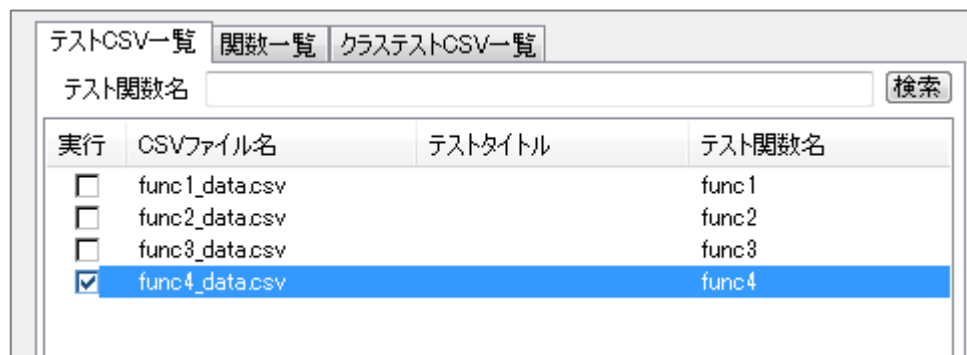 テストCSV一覧 関数一覧 クラステストCSV一覧
テスト関数名 検索
実行 CSVファイル名 テストタイトル テスト関数名
func1_data.csv func1
func2_data.csv func2
func3_data.csv func3
func4_data.csv func4